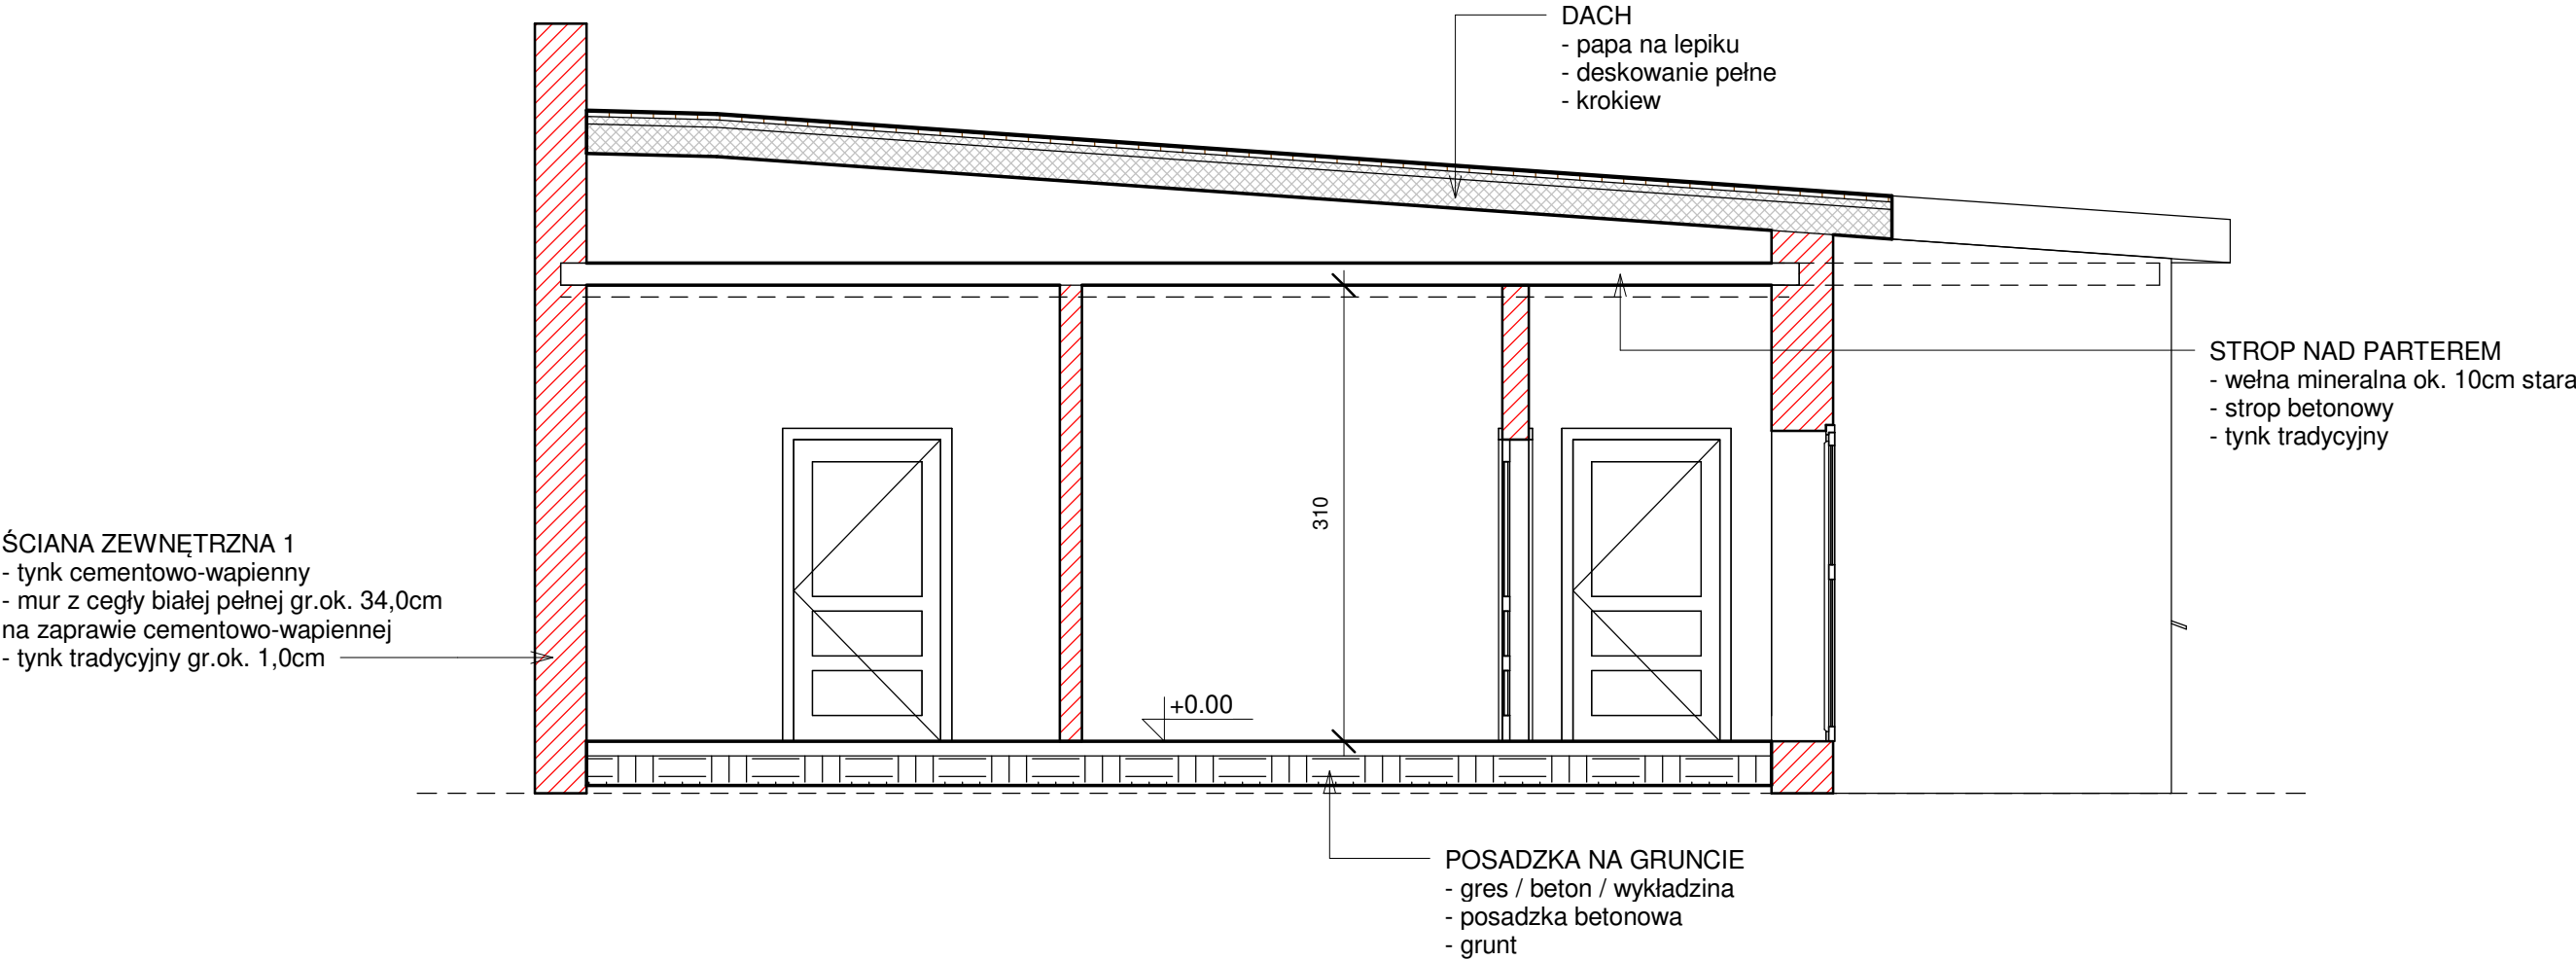 DACH
- papa na lepiku
- deskowanie pełne
- krokiew
STROP NAD PARTEREM
- wełna mineralna ok. 10cm stara
- strop betonowy
- tynk tradycyjny
310
ŚCIANA ZEWNĘTRZNA 1
- tynk cementowo-wapienny
- mur z cegły białej pełnej gr.ok. 34,0cm
na zaprawie cementowo-wapiennej
- tynk tradycyjny gr.ok. 1,0cm
+0.00
POSADZKA NA GRUNCIE
- gres / beton / wykładzina
- posadzka betonowa
- grunt